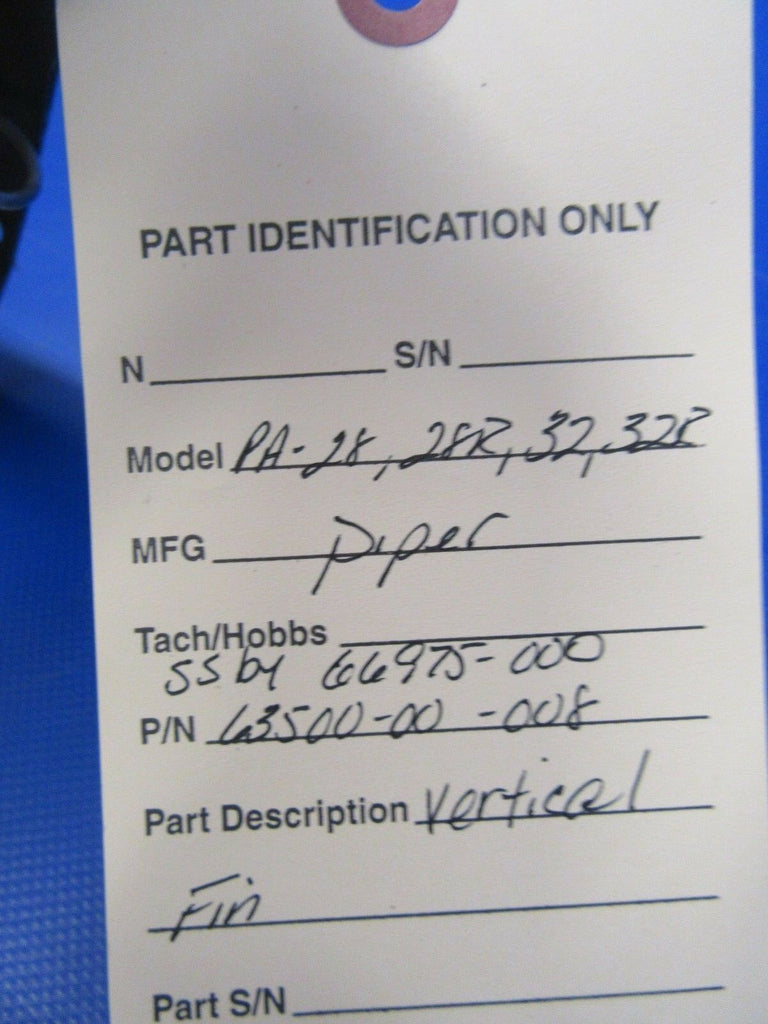 PART IDENTIFICATION ONLY
N S/N
Model PA-28, 28R, 32, 32R
MFG Piper
Tach/Hobbs
SS by 66975-000
P/N 63500-00 -008
Part Description Vertical
Fin
Part S/N